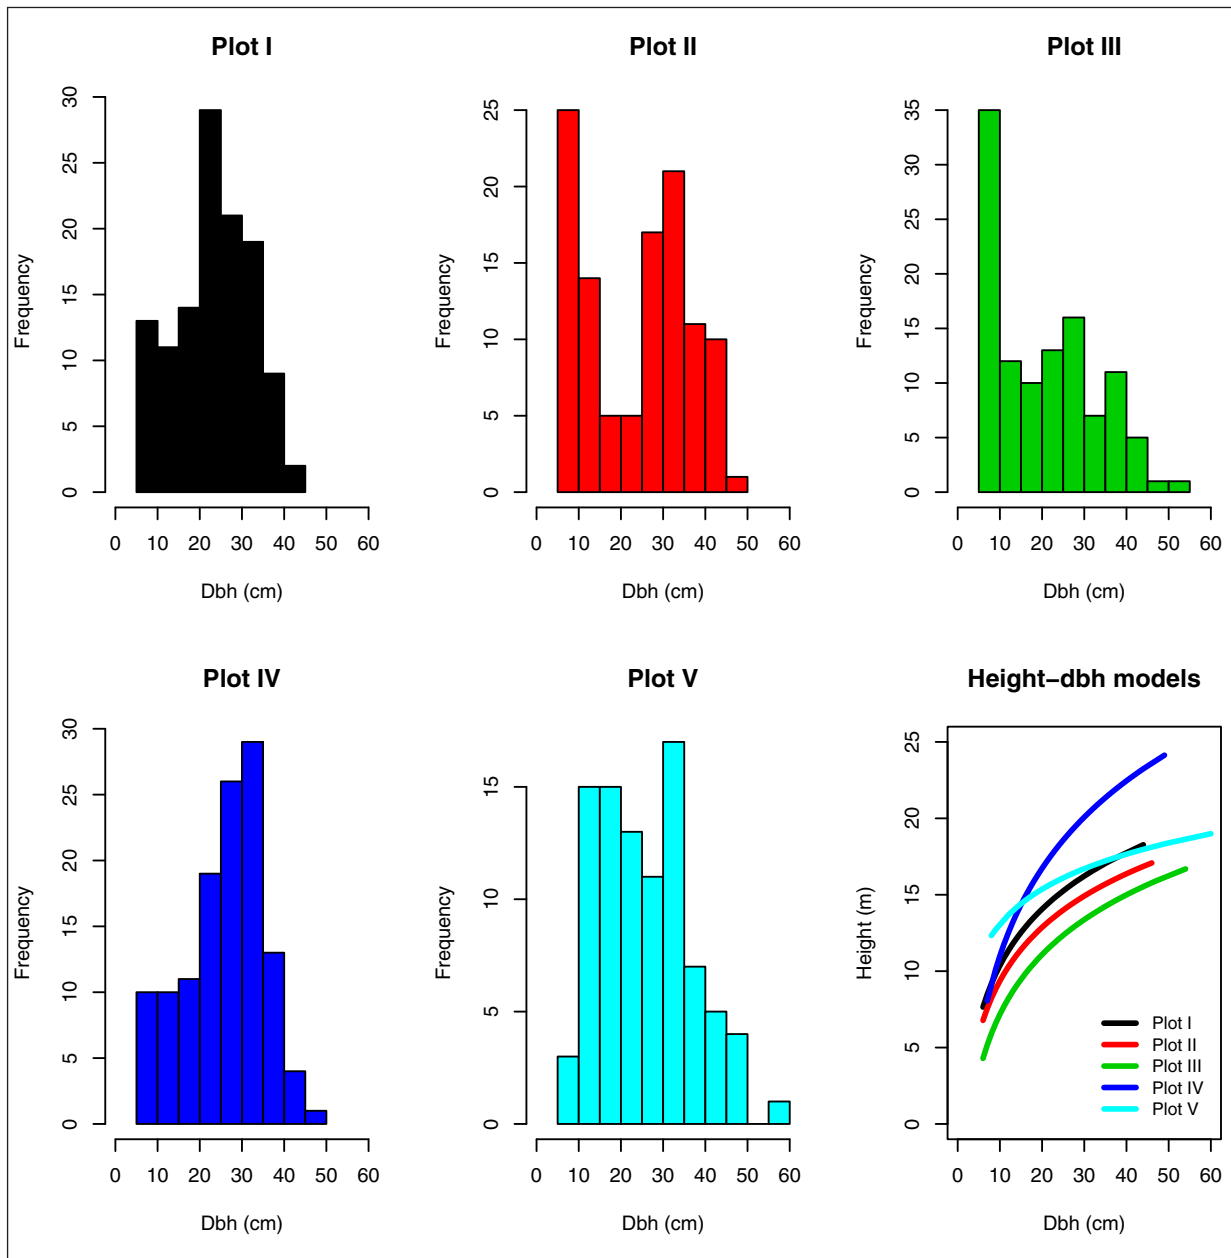 Plot I
Frequency
0 5 10 15 20 25 30
0 10 20 30 40 50 60
Dbh (cm)
Plot II
Frequency
0 5 10 15 20 25
0 10 20 30 40 50 60
Dbh (cm)
Plot III
Frequency
0 5 10 15 20 25 30 35
0 10 20 30 40 50 60
Dbh (cm)
Plot IV
Frequency
0 5 10 15 20 25 30
0 10 20 30 40 50 60
Dbh (cm)
Plot V
Frequency
0 5 10 15
0 10 20 30 40 50 60
Dbh (cm)
Height–dbh models
Height (m)
0 5 10 15 20 25
Plot I
Plot II
Plot III
Plot IV
Plot V
0 10 20 30 40 50 60
Dbh (cm)